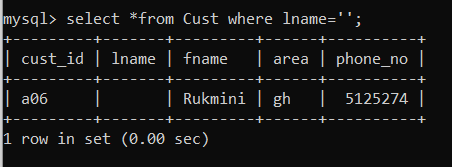 mysql> select *from Cust where lname='';
+---------+-------+---------+------+----------+
| cust_id | lname | fname   | area | phone_no |
+---------+-------+---------+------+----------+
| a06     |       | Rukmini | gh   |  5125274 |
+---------+-------+---------+------+----------+
1 row in set (0.00 sec)